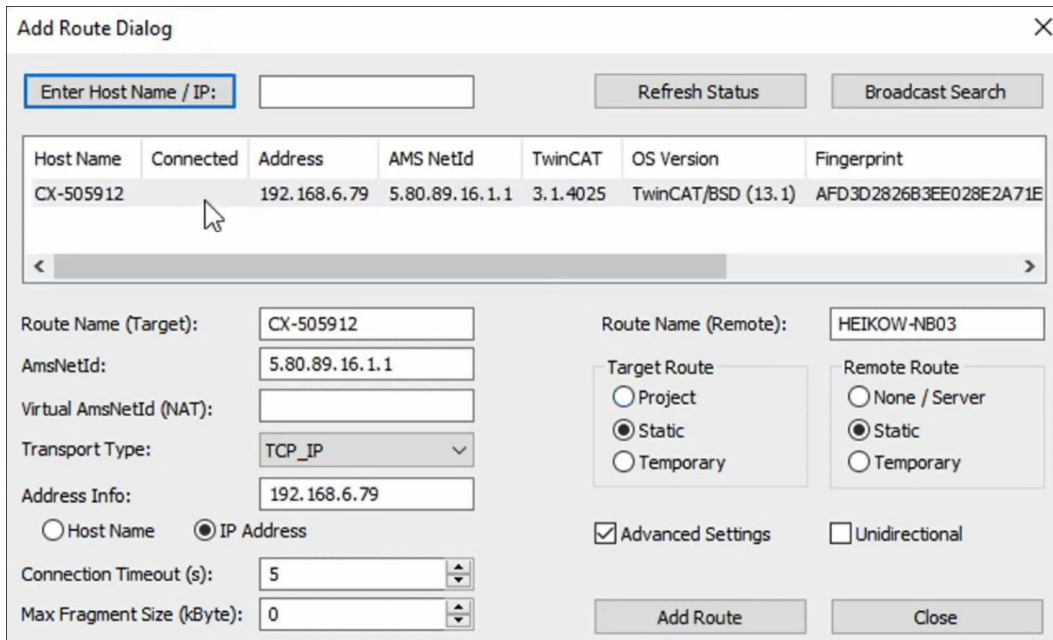 Add Route Dialog
Enter Host Name / IP: Refresh Status Broadcast Search
Host Name Connected Address AMS NetId TwinCAT OS Version Fingerprint
CX-505912 192.168.6.79 5.80.89.16.1.1 3.1.4025 TwinCAT/BSD (13.1) AFD3D2826B3EE028E2A71E
Route Name (Target): CX-505912 Route Name (Remote): HEIKOW-NB03
AmsNetId: 5.80.89.16.1.1 Target Route Remote Route
Virtual AmsNetId (NAT): Project None / Server
Transport Type: TCP_IP Static Static
Temporary Temporary
Address Info: 192.168.6.79
Host Name IP Address Advanced Settings Unidirectional
Connection Timeout (s): 5
Max Fragment Size (kByte): 0 Add Route Close